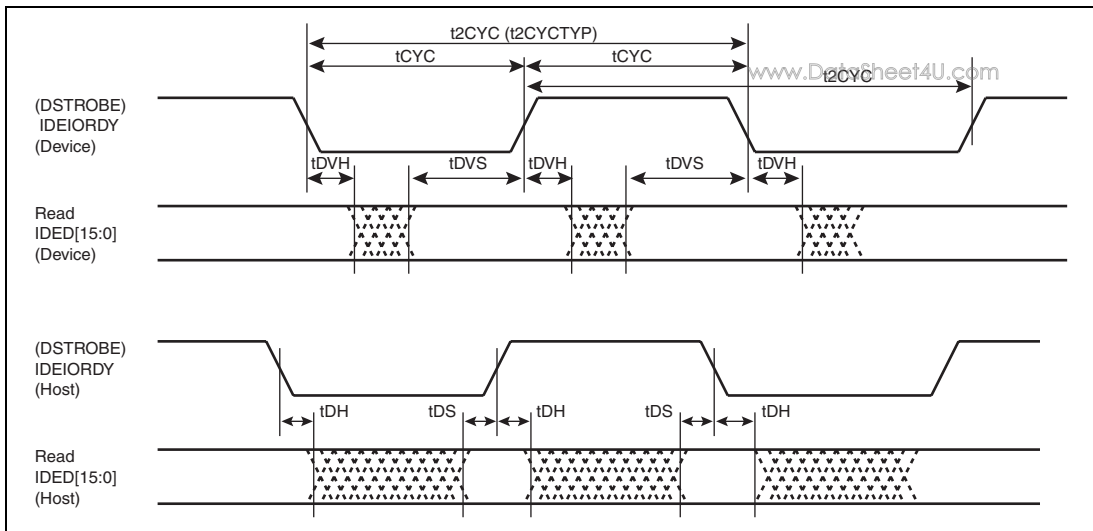 t2CYC (t2CYCTYP)
tCYC tCYC
www.DataSheet4U.com
t2CYC
(DSTROBE)
IDEIORDY
(Device)
tDVH tDVS tDVH tDVS tDVH
Read
IDED[15:0]
(Device)
(DSTROBE)
IDEIORDY
(Host)
tDH tDS tDH tDS tDH
Read
IDED[15:0]
(Host)